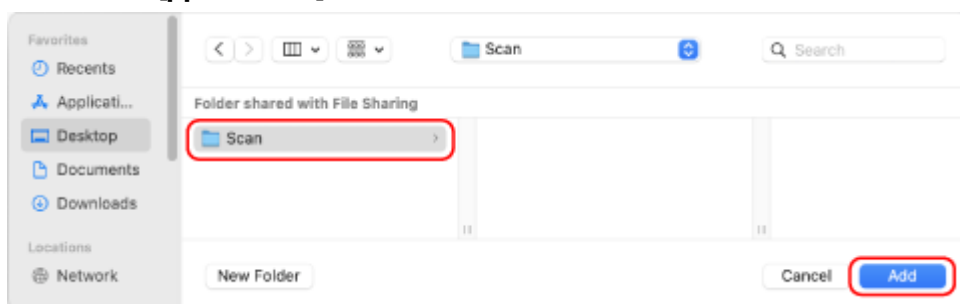 Favorites
Recents
Applicati...
Desktop
Documents
Downloads
Locations
Network
Scan
Search
Folder shared with File Sharing
Scan
New Folder
Cancel
Add